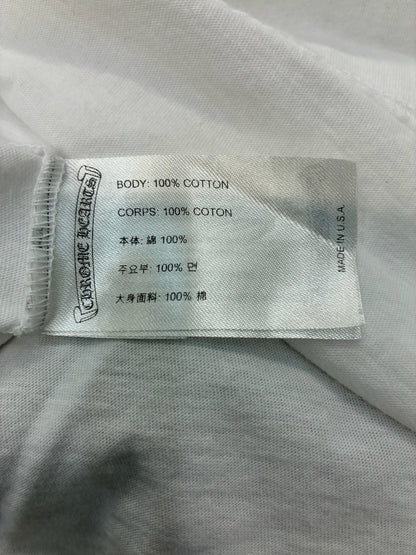 CHROME HEARTS
BODY: 100% COTTON
CORPS: 100% COTON
本体: 綿 100%
주요부: 100% 면
大身面料: 100% 棉
MADE IN U.S.A.